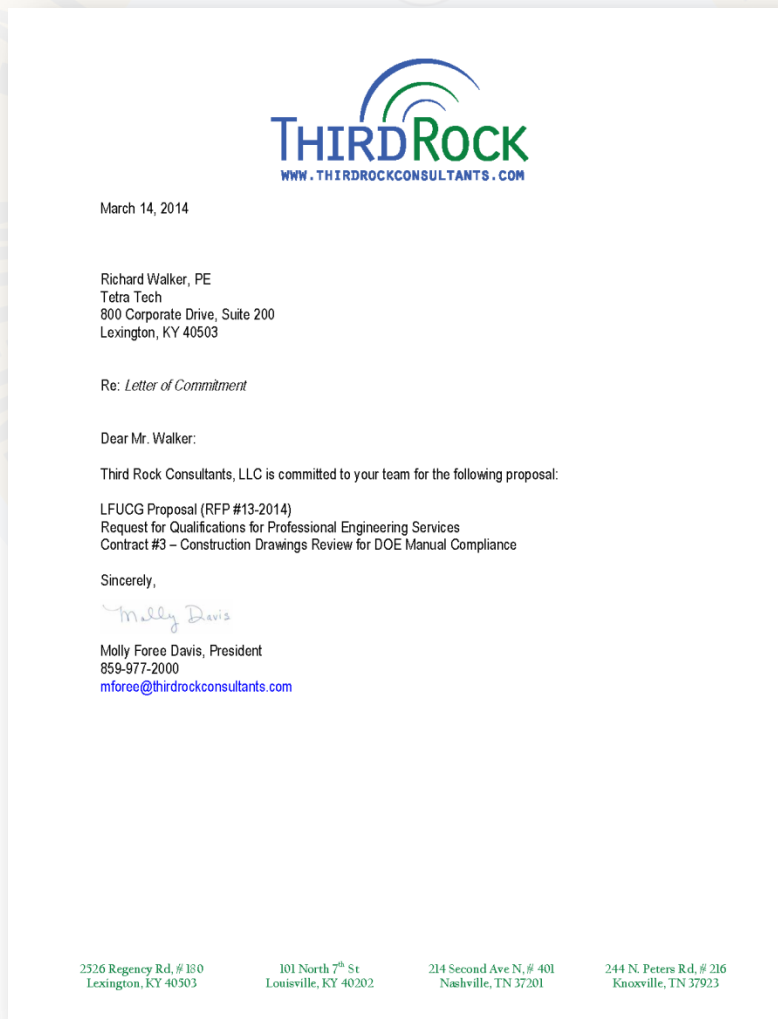 THIRDROCK
WWW.THIRDROCKCONSULTANTS.COM
March 14, 2014
Richard Walker, PE
Tetra Tech
800 Corporate Drive, Suite 200
Lexington, KY 40503
Re: Letter of Commitment
Dear Mr. Walker:
Third Rock Consultants, LLC is committed to your team for the following proposal:
LFUCG Proposal (RFP #13-2014)
Request for Qualifications for Professional Engineering Services
Contract #3 – Construction Drawings Review for DOE Manual Compliance
Sincerely,
Molly Davis
Molly Foree Davis, President
859-977-2000
mforee@thirdrockconsultants.com
2526 Regency Rd, # 180
Lexington, KY 40503
101 North 7th St
Louisville, KY 40202
214 Second Ave N, # 401
Nashville, TN 37201
244 N. Peters Rd, # 216
Knoxville, TN 37923